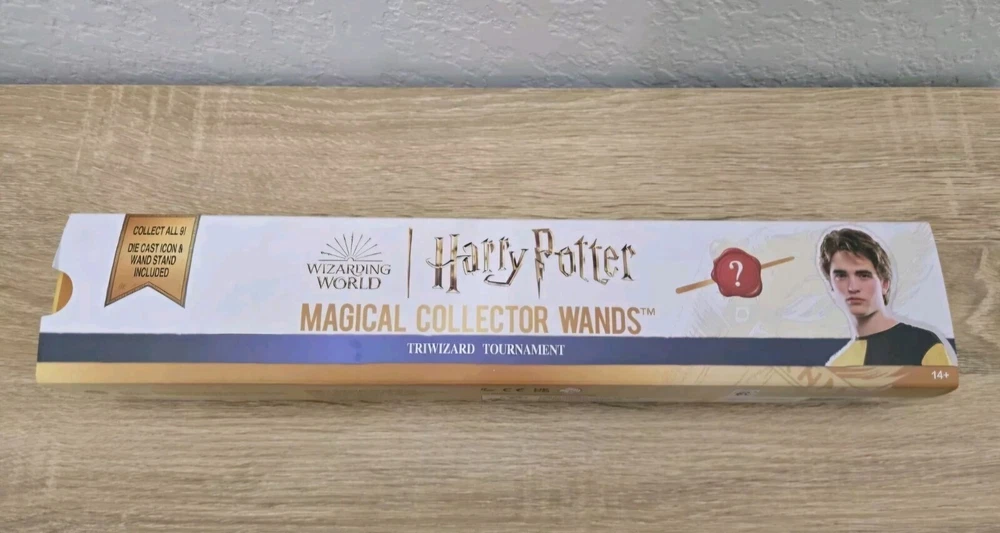 COLLECT ALL 9!
DIE CAST ICON &
WAND STAND
INCLUDED
WIZARDING
WORLD
Harry Potter
MAGICAL COLLECTOR WANDS™
TRIWIZARD TOURNAMENT
?
14+